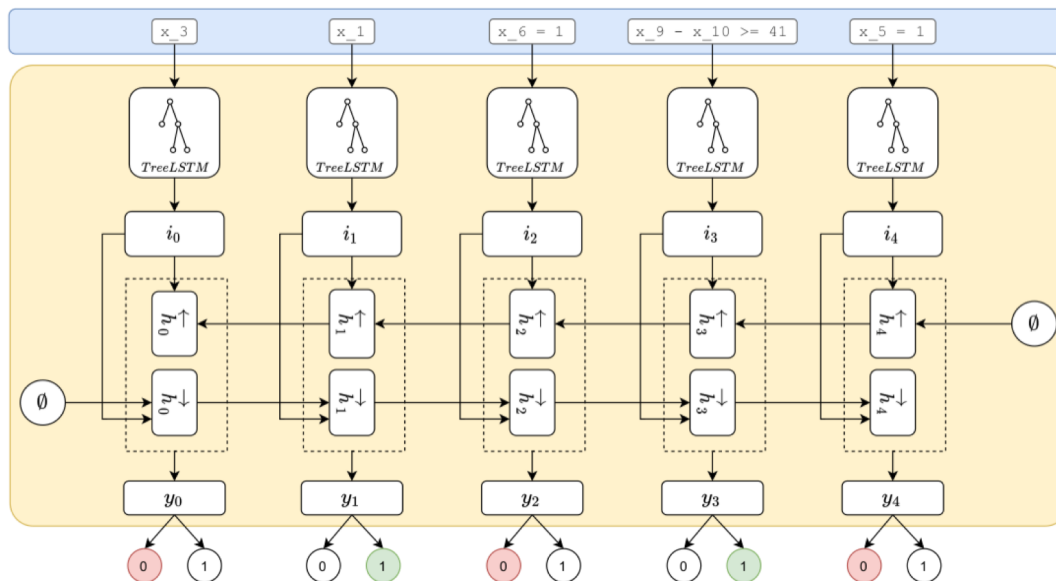 x_3 x_1 x_6 = 1 x_9 - x_10 >= 41 x_5 = 1
TreeLSTM TreeLSTM TreeLSTM TreeLSTM TreeLSTM
i₀ i₁ i₂ i₃ i₄
h₀↑ h₁↑ h₂↑ h₃↑ h₄↑ ∅
∅ h₀↓ h₁↓ h₂↓ h₃↓ h₄↓
y₀ y₁ y₂ y₃ y₄
0 1 0 1 0 1 0 1 0 1